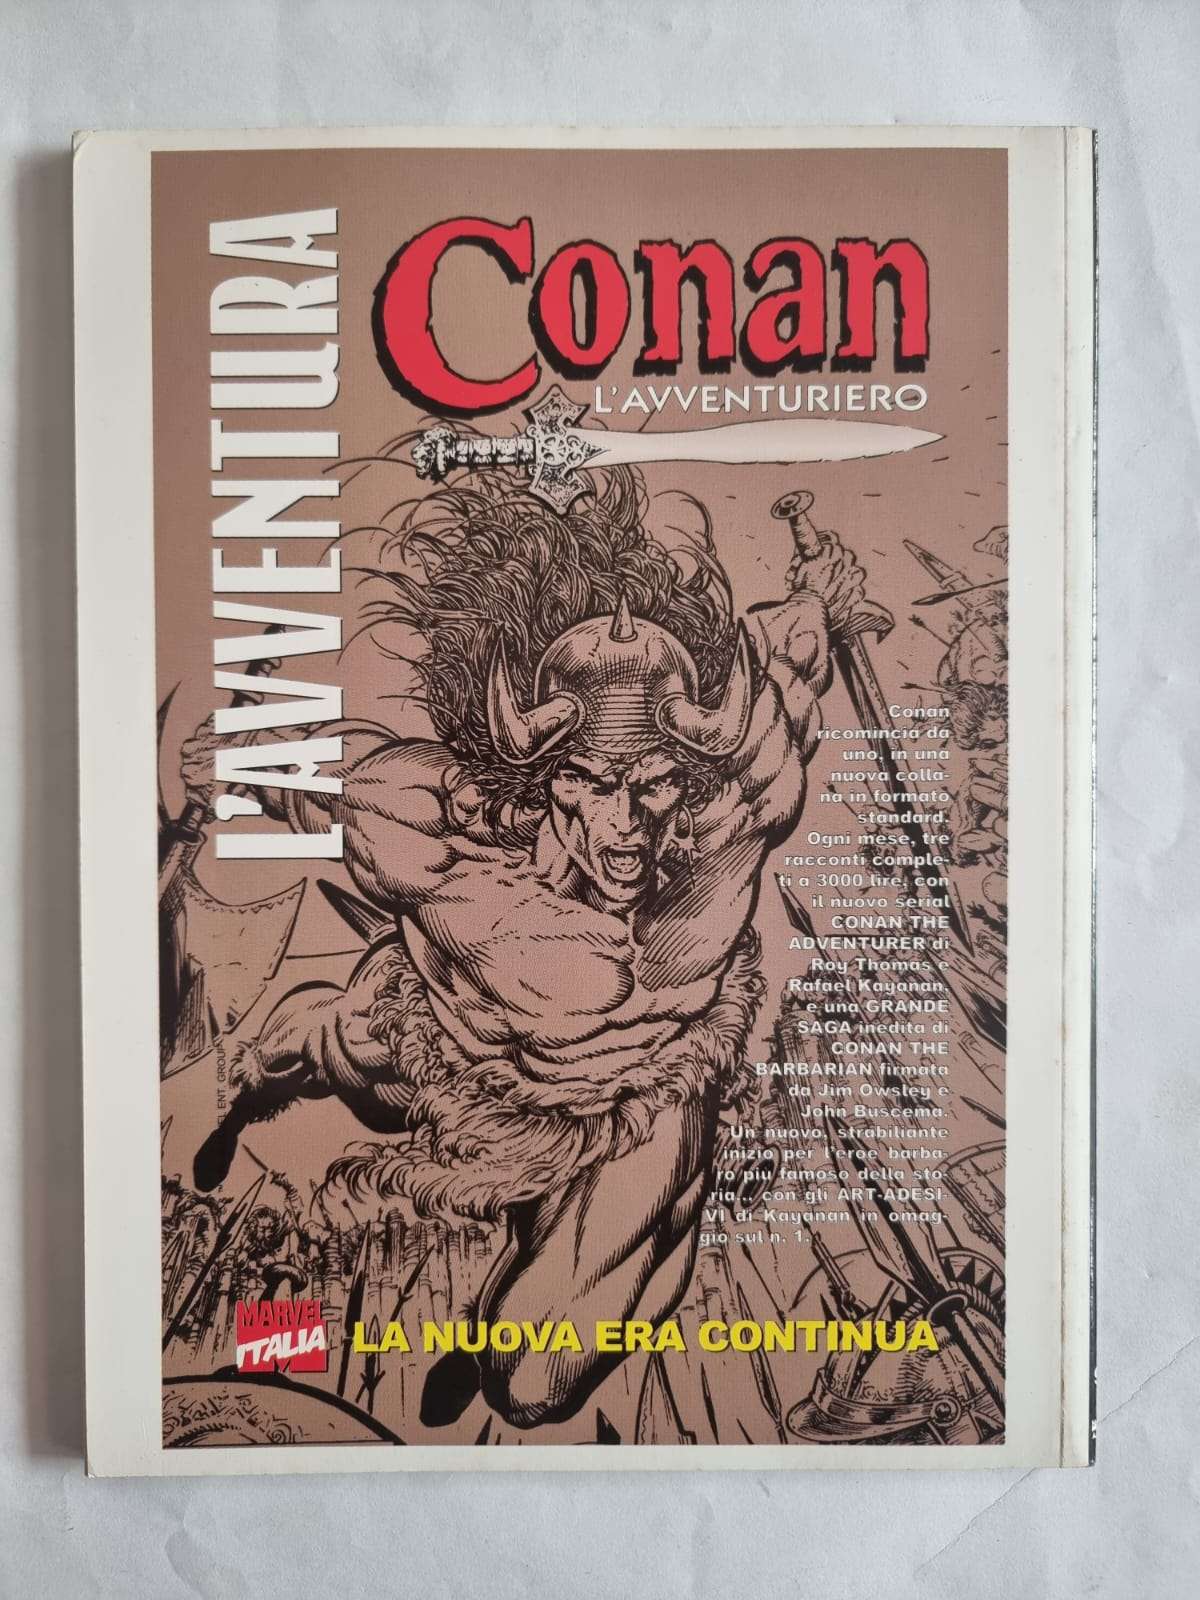 L'AVVENTURA
Conan
L'AVVENTURIERO
Conan
ricomincia da
uno, in una
nuova colla-
na in formato
standard.
Ogni mese, tre
racconti comple-
ti a 3000 lire, con
il nuovo serial
CONAN THE
ADVENTURER di
Roy Thomas e
Rafael Kayanan,
e una GRANDE
SAGA inedita di
CONAN THE
BARBARIAN firmata
da Jim Owsley e
John Buscema.
Un nuovo, strabiliante
inizio per l'eroe barba-
ro piu famoso della sto-
ria... con gli ART-ADESI-
VI di Kayanan in omag-
gio sul n. 1.
GROUP
MARVEL
ITALIA
LA NUOVA ERA CONTINUA